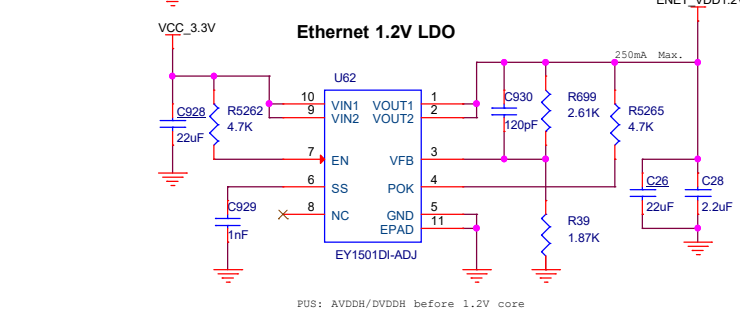 ENET_VDD1.2V
VCC_3.3V
Ethernet 1.2V LDO
250mA Max.
U62
C928
22uF
R5262
4.7K
10
9
7
6
8
VIN1
VIN2
EN
SS
NC
VOUT1
VOUT2
VFB
POK
GND
EPAD
1
2
3
4
5
11
C930
120pF
R699
2.61K
R5265
4.7K
C929
1nF
R39
1.87K
C26
22uF
C28
2.2uF
EY1501DI-ADJ
PUS: AVDDH/DVDDH before 1.2V core